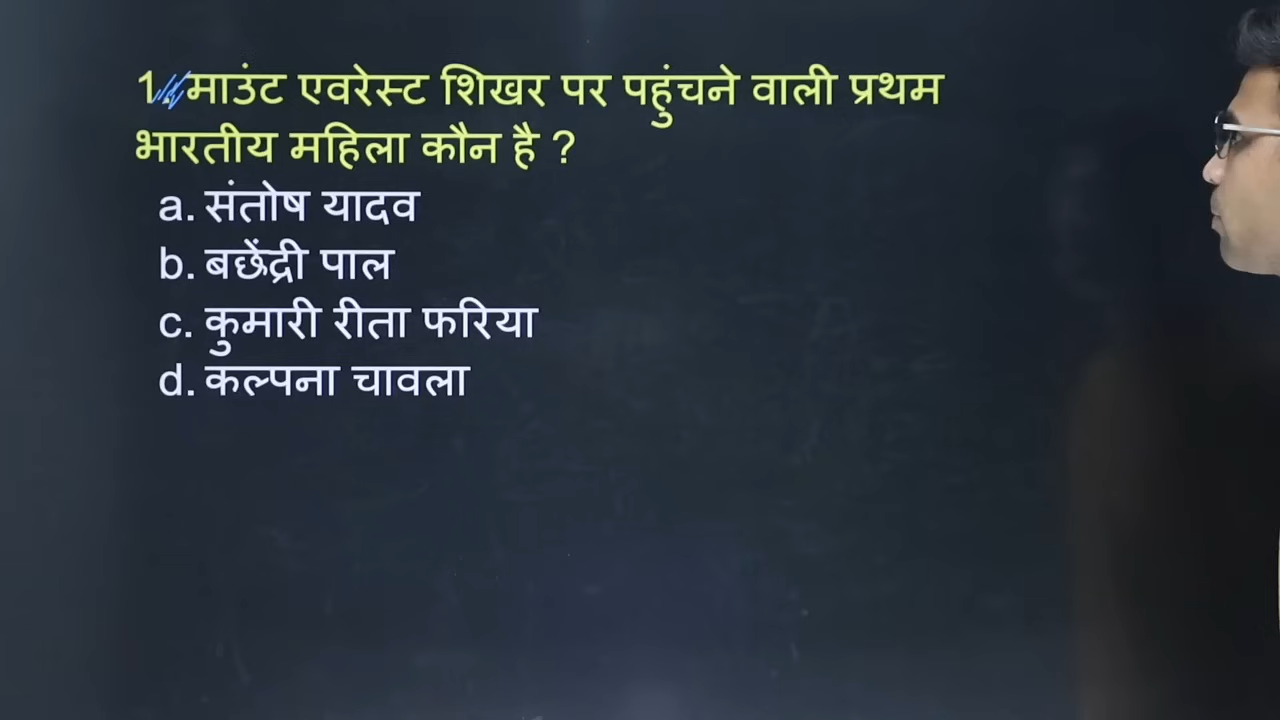 1. माउंट एवरेस्ट शिखर पर पहुंचने वाली प्रथम
भारतीय महिला कौन है ?
a. संतोष यादव
b. बछेंद्री पाल
c. कुमारी रीता फरिया
d. कल्पना चावला